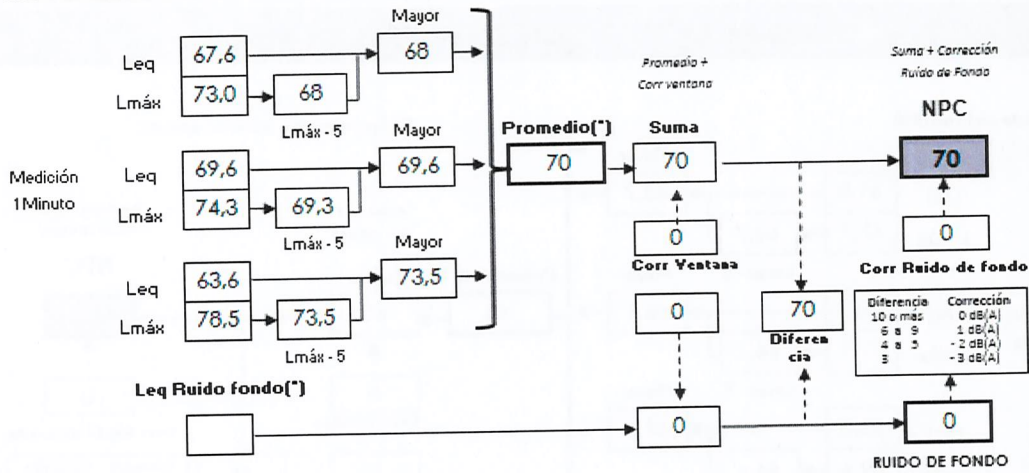 Mayor
Leq 67,6
68
Promedio +
Corr ventana
Suma + Corrección
Ruido de Fondo
Lmáx 73,0
68
Lmáx - 5
NPC
Promedio(*)
Suma
Mayor
Medición
1Minuto
Leq 69,6
69,6
70
70
70
Lmáx 74,3
69,3
Lmáx - 5
0
Corr Ventana
0
Corr Ruido de fondo
Mayor
Leq 63,6
73,5
Lmáx 78,5
73,5
Lmáx - 5
0
70
Diferen
cia
Diferencia Corrección
10 o más 0 dB(A)
6 a 9 1 dB(A)
4 a 5 - 2 dB(A)
3 - 3 dB(A)
Leq Ruido fondo(*)
0
0
RUIDO DE FONDO